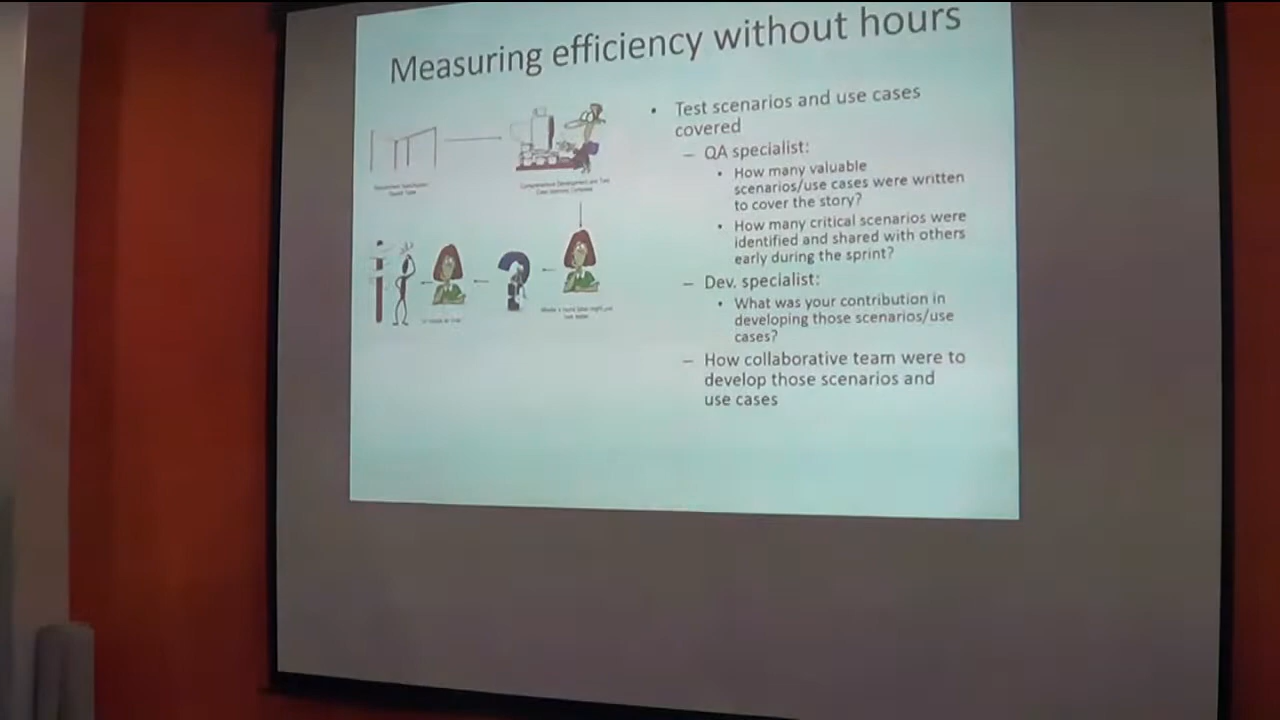 Measuring efficiency without hours
• Test scenarios and use cases
covered
– QA specialist:
• How many valuable
scenarios/use cases were written
to cover the story?
• How many critical scenarios were
identified and shared with others
early during the sprint?
– Dev. specialist:
• What was your contribution in
developing those scenarios/use
cases?
– How collaborative team were to
develop those scenarios and
use cases